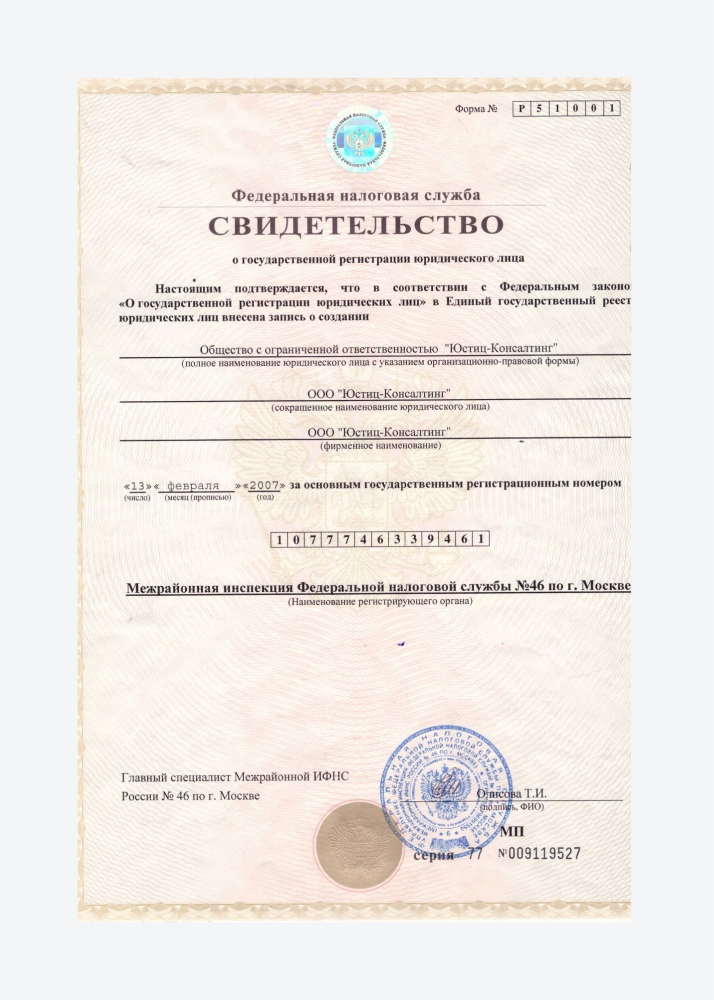 Форма № Р 5 1 0 0 1
Федеральная налоговая служба
СВИДЕТЕЛЬСТВО
о государственной регистрации юридического лица
Настоящим подтверждается, что в соответствии с Федеральным законо
«О государственной регистрации юридических лиц» в Единый государственный реест
юридических лиц внесена запись о создании
Общество с ограниченной ответственностью "Юстиц-Консалтинг"
(полное наименование юридического лица с указанием организационно-правовой формы)
ООО "Юстиц-Консалтинг"
(сокращенное наименование юридического лица)
ООО "Юстиц-Консалтинг"
(фирменное наименование)
«13» « февраля » «2007» за основным государственным регистрационным номером
(число) (месяц (прописью) (год)
1 0 7 7 7 4 6 3 3 9 4 6 1
Межрайонная инспекция Федеральной налоговой службы №46 по г. Москве
(Наименование регистрирующего органа)
Главный специалист Межрайонной ИФНС
России № 46 по г. Москве
Описова Т.И.
(подпись, ФИО)
МП
серия 77 №009119527